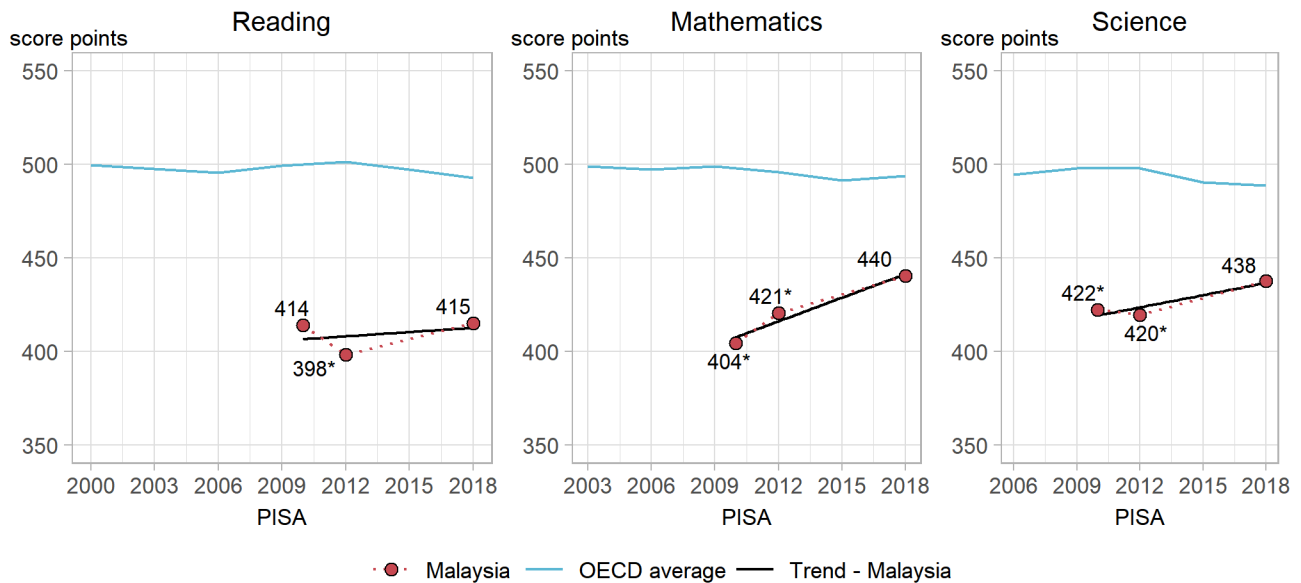 Reading
score points
550
500
450
400
350
414
398*
415
2000 2003 2006 2009 2012 2015 2018
PISA
Mathematics
score points
550
500
450
400
350
404*
421*
440
2003 2006 2009 2012 2015 2018
PISA
Science
score points
550
500
450
400
350
422*
420*
438
2006 2009 2012 2015 2018
PISA
Malaysia OECD average Trend - Malaysia